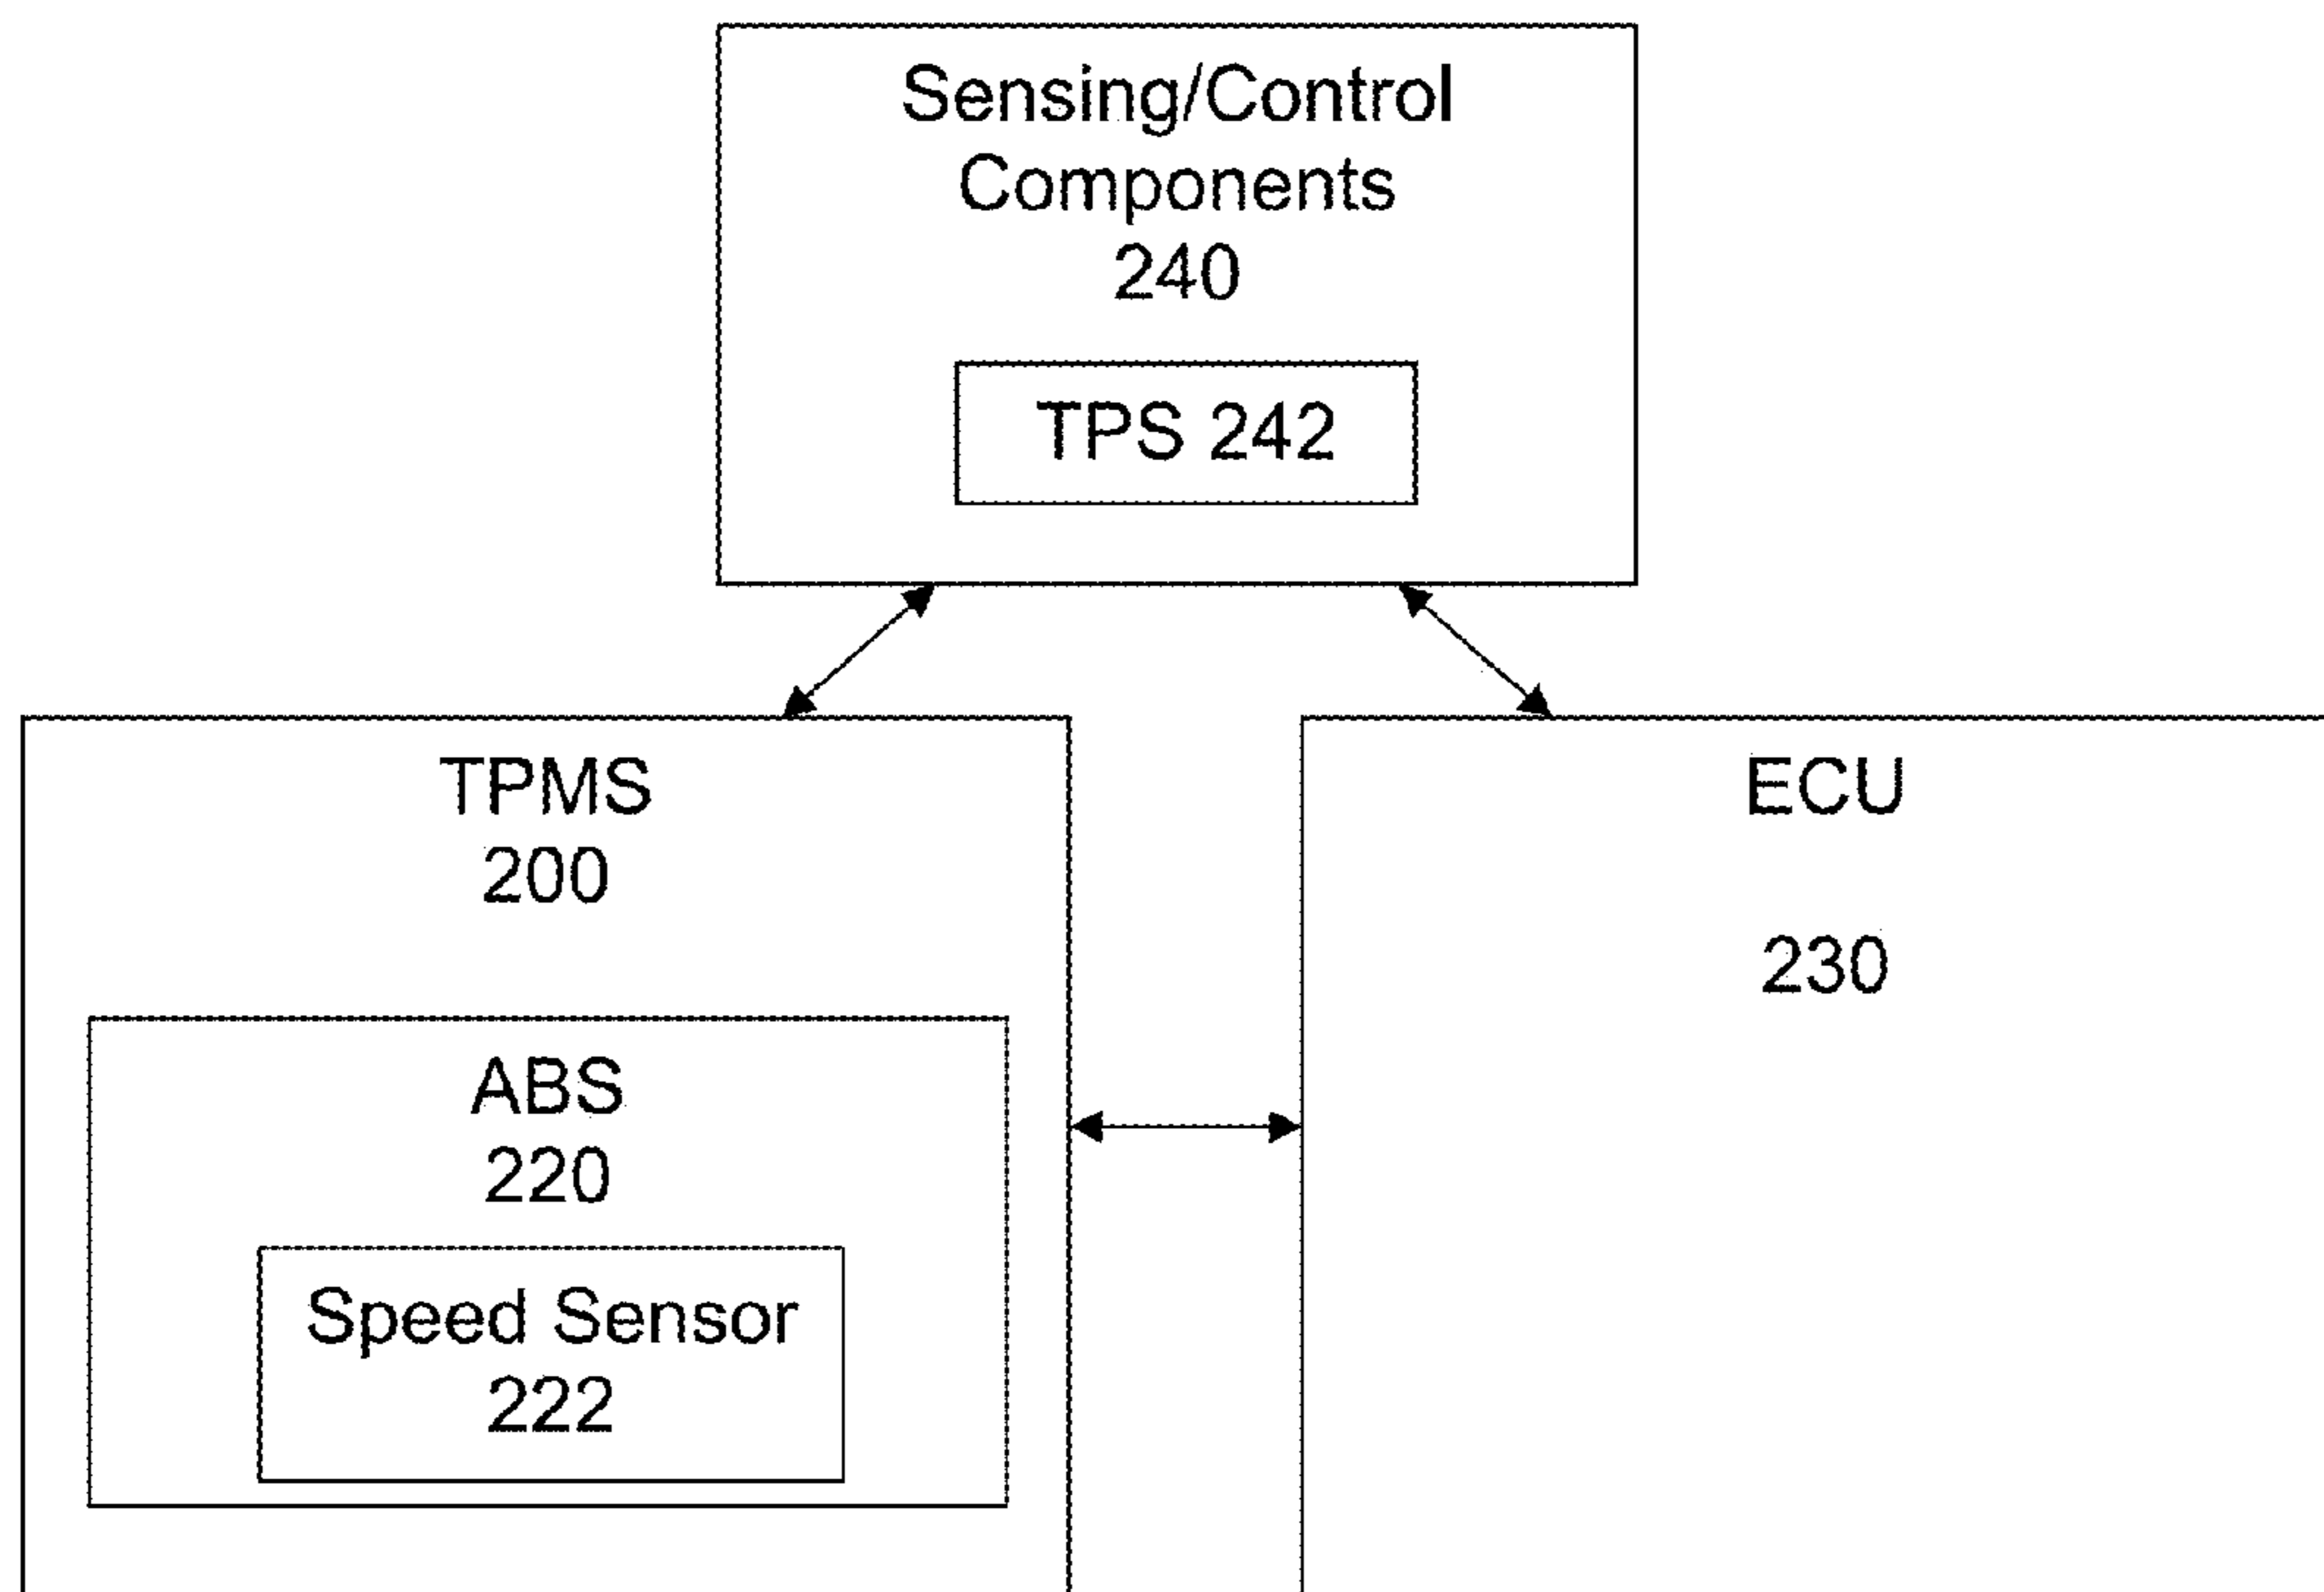 Sensing/Control
Components
240
TPS 242
TPMS
200
ECU
230
ABS
220
Speed Sensor
222